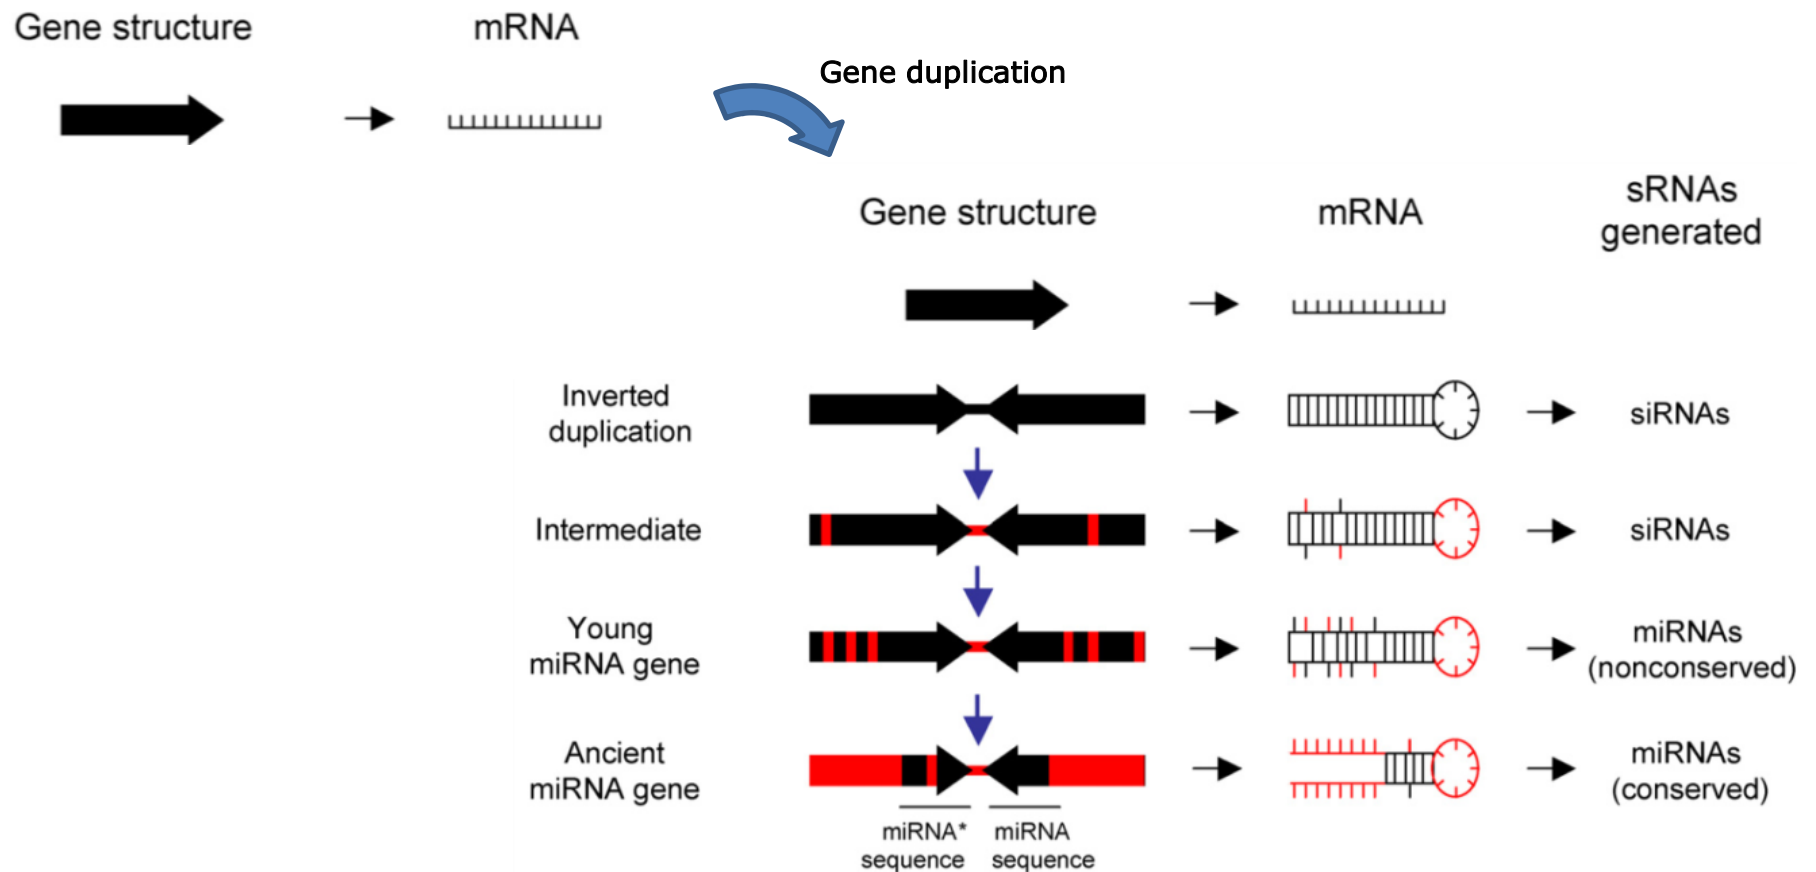 Gene structure
mRNA
Gene duplication
Gene structure
mRNA
sRNAs
generated
Inverted
duplication
siRNAs
Intermediate
siRNAs
Young
miRNA gene
miRNAs
(nonconserved)
Ancient
miRNA gene
miRNAs
(conserved)
miRNA*
sequence
miRNA
sequence